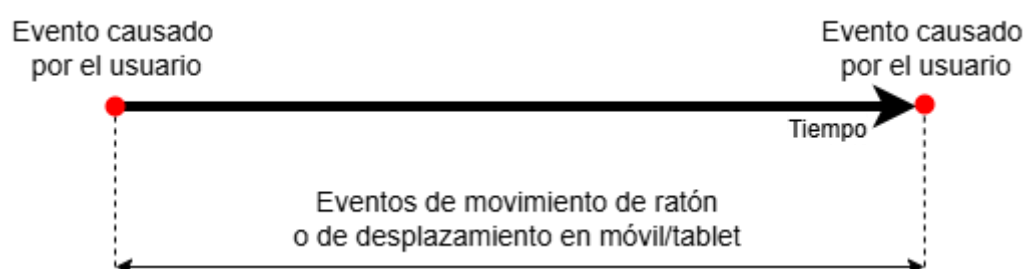 Evento causado
por el usuario
Evento causado
por el usuario
Tiempo
Eventos de movimiento de ratón
o de desplazamiento en móvil/tablet